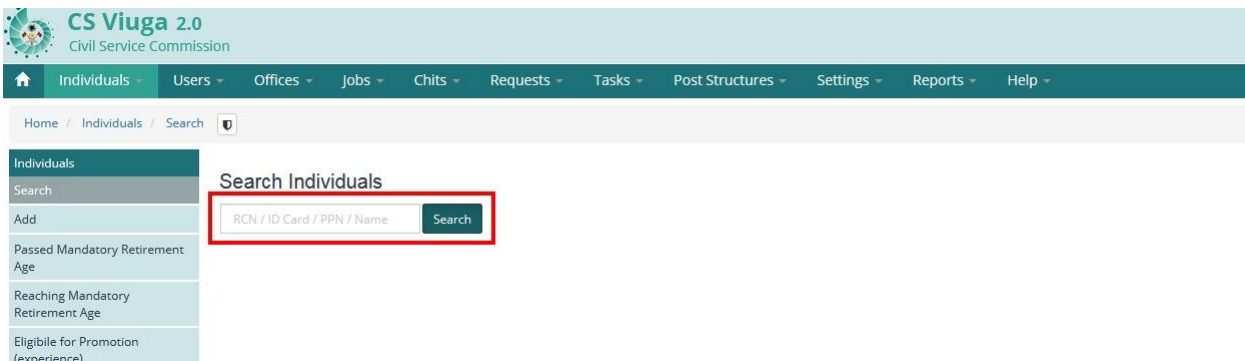 CS Viuga 2.0
Civil Service Commission
Individuals Users Offices Jobs Chits Requests Tasks Post Structures Settings Reports Help
Home / Individuals / Search
Individuals
Search
Add
Passed Mandatory Retirement
Age
Reaching Mandatory
Retirement Age
Eligibile for Promotion
(experience)
Search Individuals
RCN / ID Card / PPN / Name Search